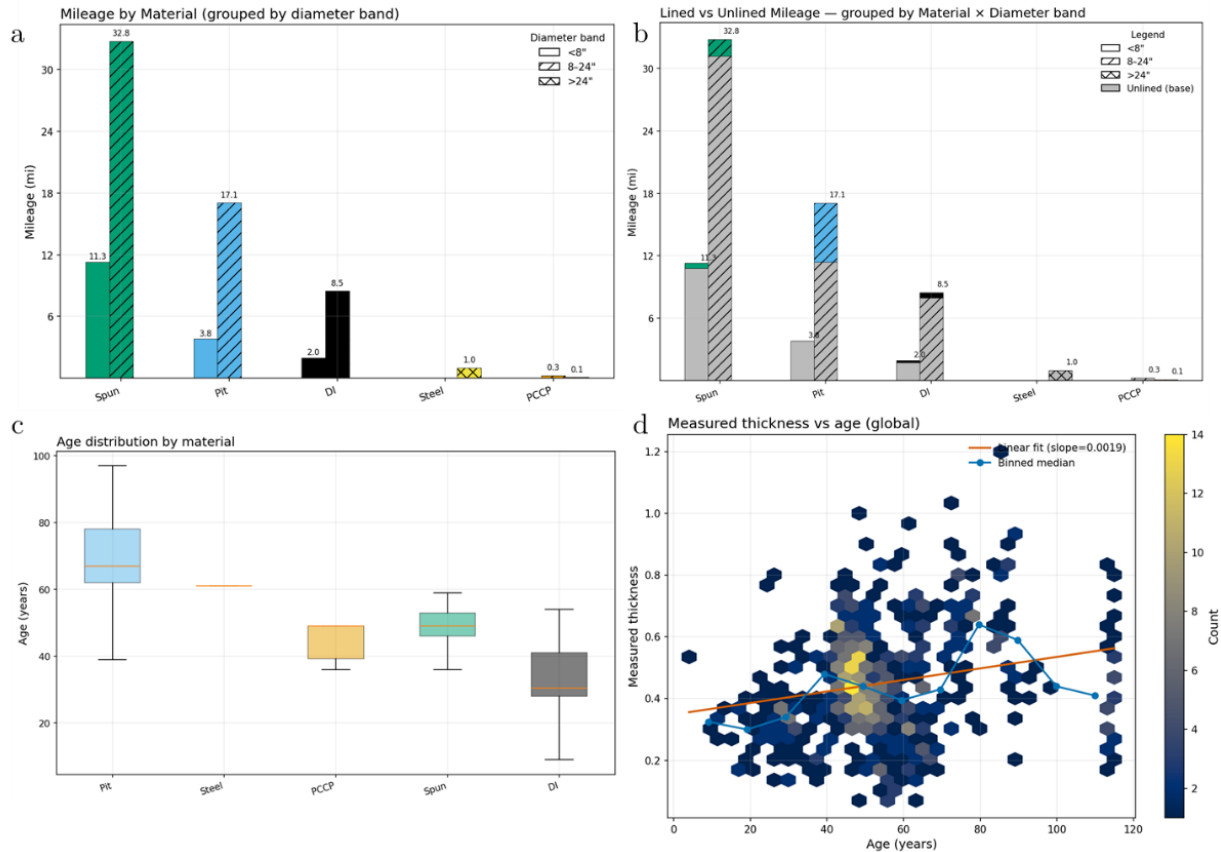 a
Mileage by Material (grouped by diameter band)
Mileage (mi)
30
24
18
12
6
32.8
11.3
17.1
3.8
8.5
2.0
1.0
0.3
0.1
Diameter band
<8"
8–24"
>24"
Spun
Pit
DI
Steel
PCCP
b
Lined vs Unlined Mileage — grouped by Material × Diameter band
Mileage (mi)
30
24
18
12
6
32.8
11.3
17.1
3.8
8.5
2.0
1.0
0.3
0.1
Legend
<8"
8–24"
>24"
Unlined (base)
Spun
Pit
DI
Steel
PCCP
c
Age distribution by material
Age (years)
100
80
60
40
20
Pit
Steel
PCCP
Spun
DI
d
Measured thickness vs age (global)
Measured thickness
1.2
1.0
0.8
0.6
0.4
0.2
Linear fit (slope=0.0019)
Binned median
0
20
40
60
80
100
120
Age (years)
14
12
10
8
6
4
2
Count